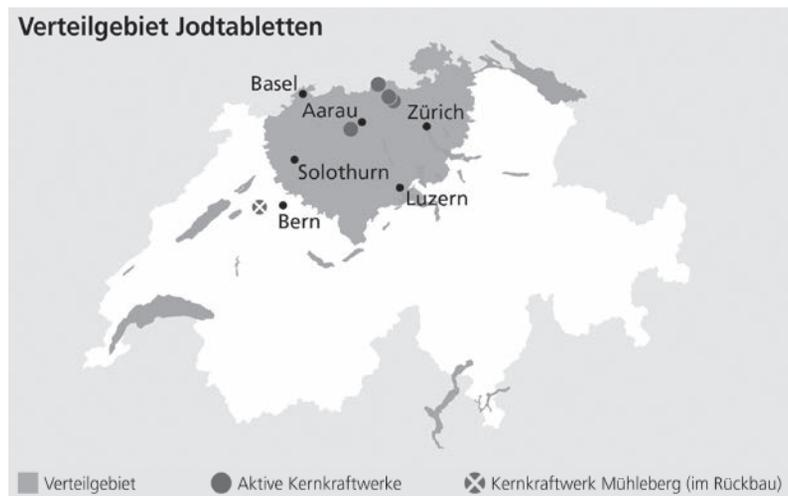 Verteilgebiet Jodtabletten
Basel
Aarau
Zürich
Solothurn
Luzern
Bern
Verteilgebiet
Aktive Kernkraftwerke
Kernkraftwerk Mühleberg (im Rückbau)